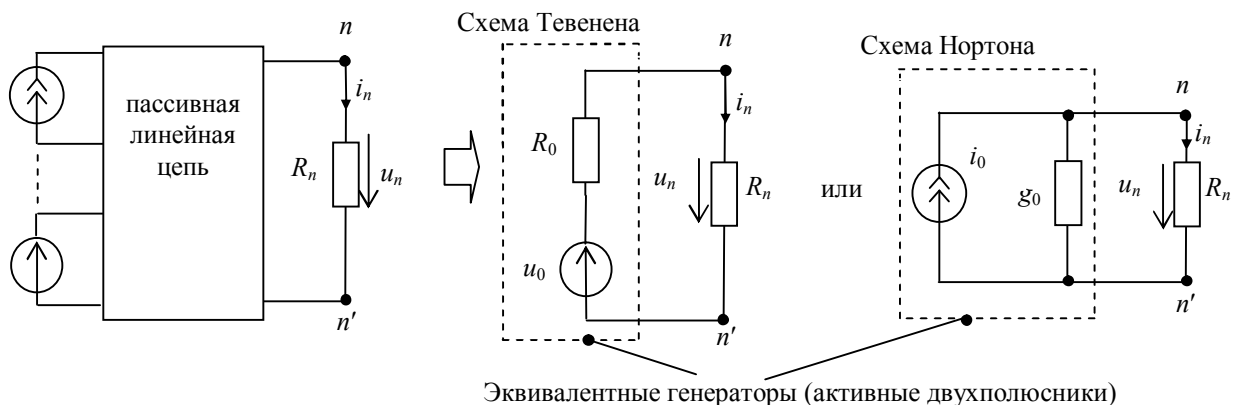 Схема Тевенена
Схема Нортона
n
n
n
пассивная
линейная
цепь
i_n
i_n
i_n
R_n
u_n
R_0
u_n
R_n
или
i_0
g_0
u_n
R_n
u_0
n'
n'
n'
Эквивалентные генераторы (активные двухполюсники)